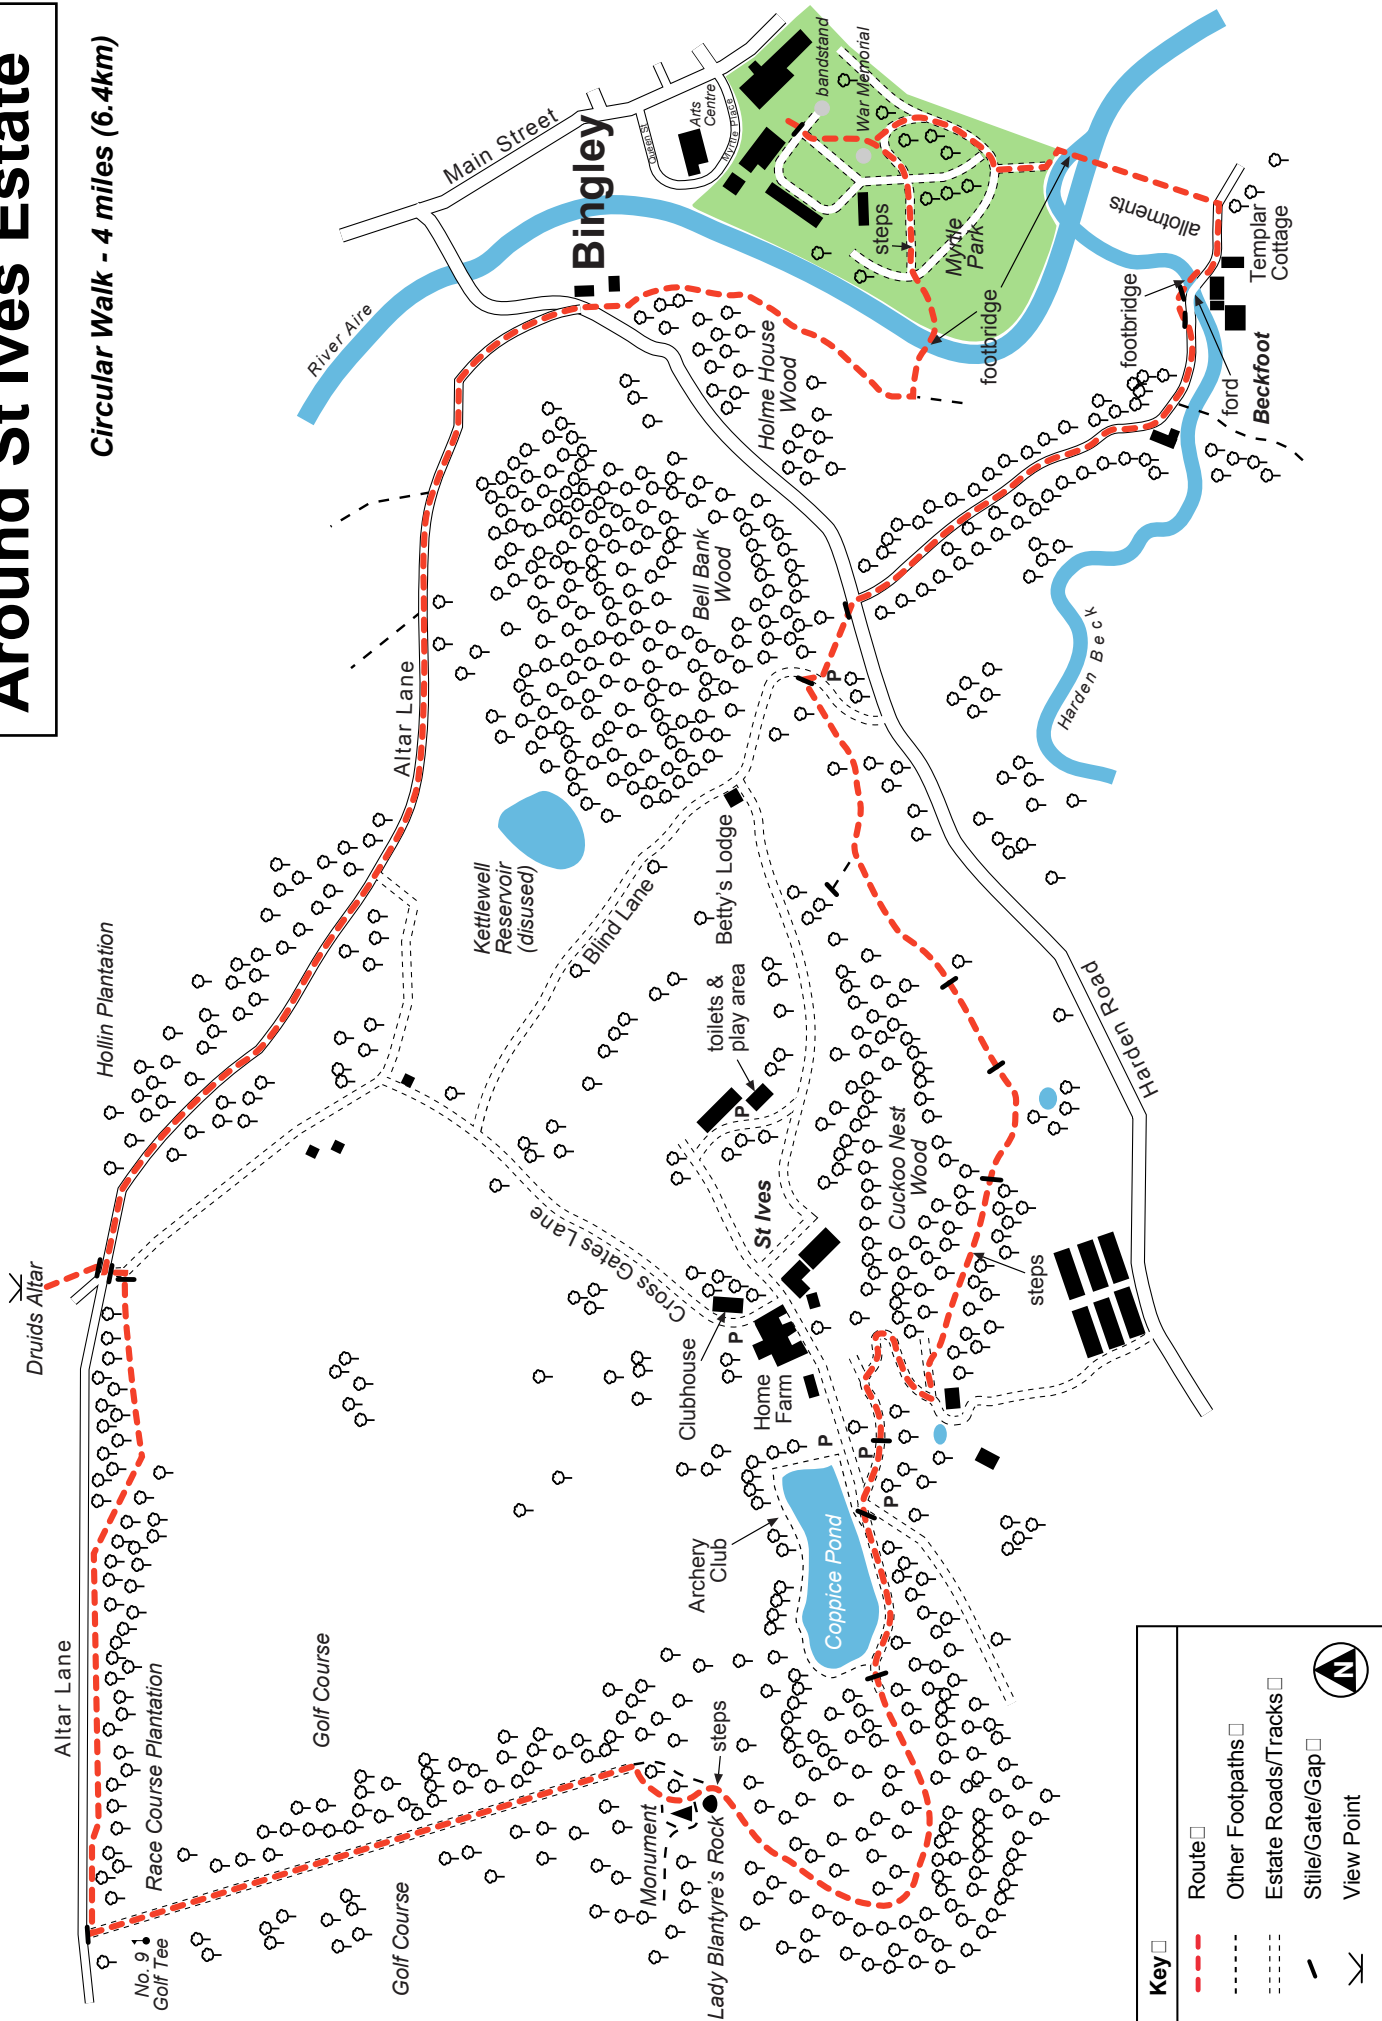 Around St Ives Estate
Circular Walk - 4 miles (6.4km)
Druids Altar
Hollin Plantation
Altar Lane
River Aire
Main Street
Bingley
Queen St
Arts
Centre
Myrtle Place
bandstand
War Memorial
steps
Myrtle
Park
footbridge
allotments
footbridge
Templar
Cottage
ford
Beckfoot
Holme House
Wood
Bell Bank
Wood
Harden Beck
Kettlewell
Reservoir
(disused)
Blind Lane
Betty's Lodge
P
toilets &
play area
P
Cross Gates Lane
St Ives
Cuckoo Nest
Wood
Harden Road
steps
Clubhouse
P
Home
Farm
P
P
P
Archery
Club
Coppice Pond
Altar Lane
Race Course Plantation
Golf Course
No. 9
Golf Tee
Golf Course
Monument
steps
Lady Blantyre's Rock
Key
Route
Other Footpaths
Estate Roads/Tracks
Stile/Gate/Gap
View Point
N